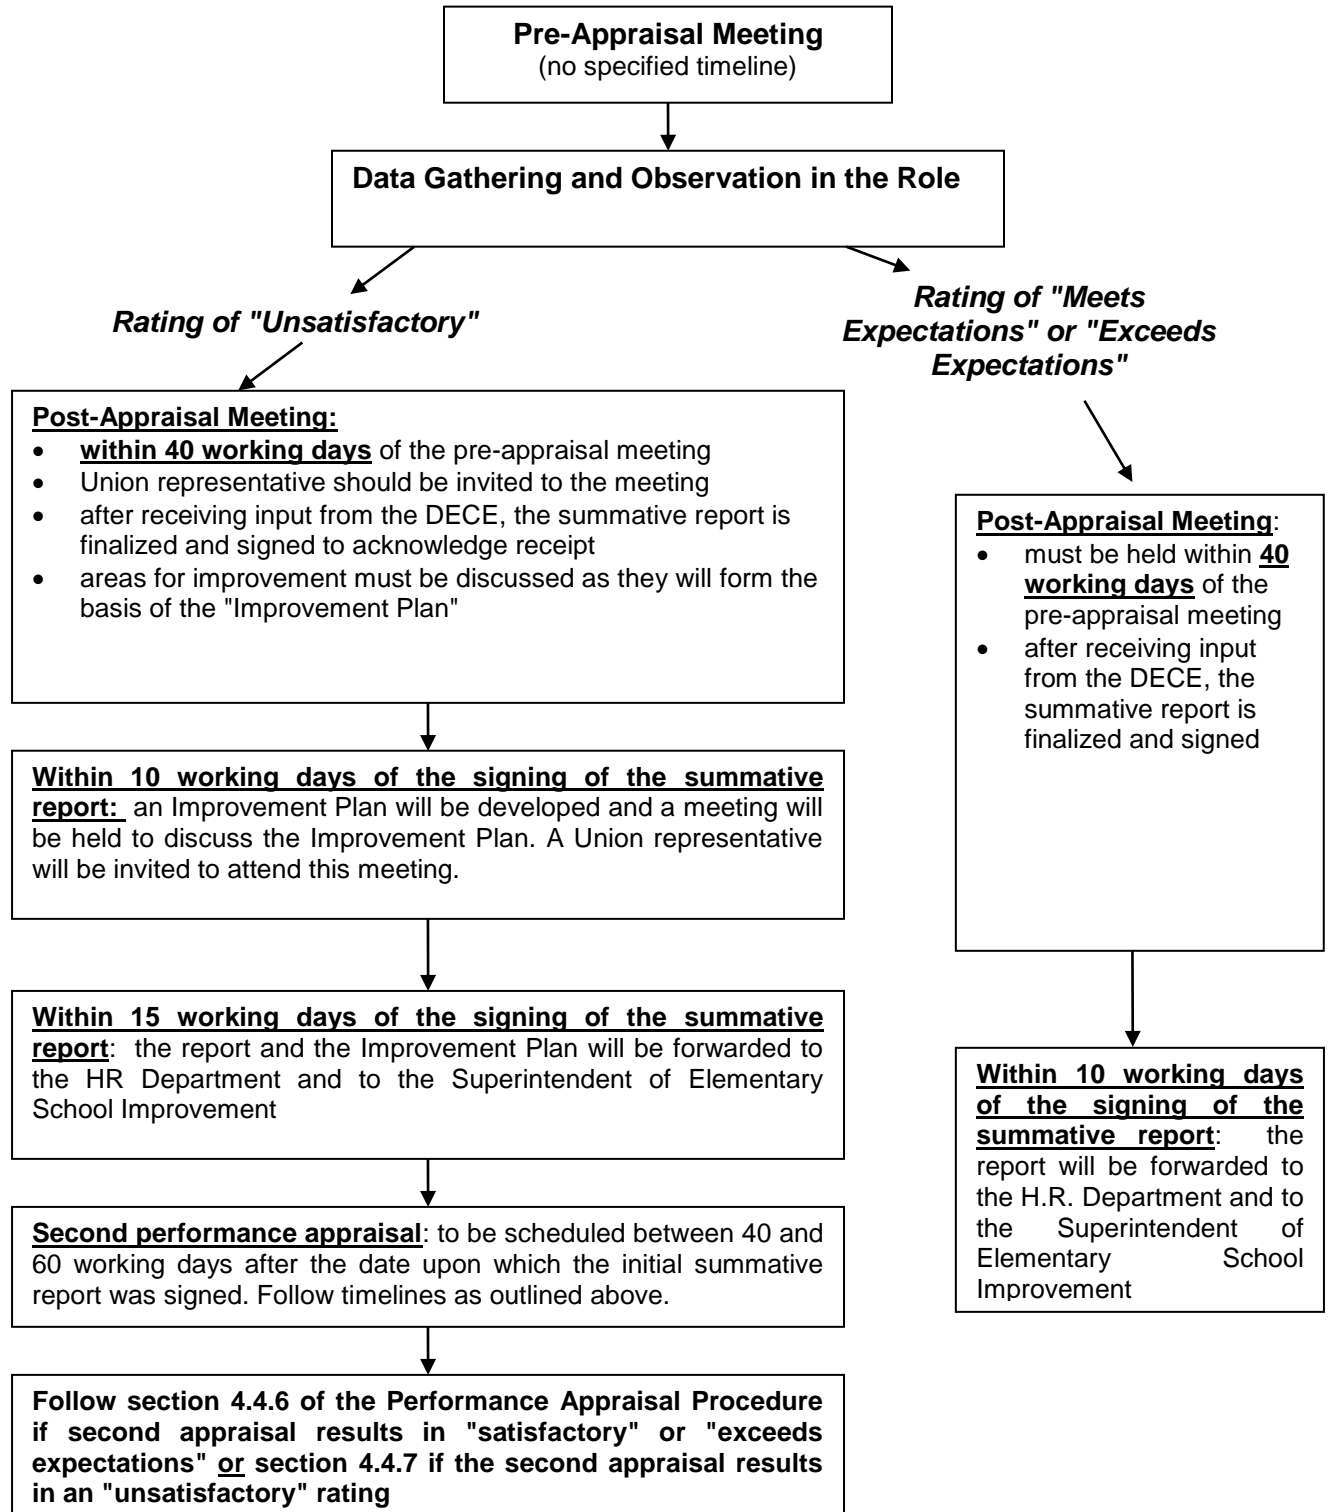 Pre-Appraisal Meeting
(no specified timeline)
Data Gathering and Observation in the Role
Rating of "Unsatisfactory"
Rating of "Meets
Expectations" or "Exceeds
Expectations"
Post-Appraisal Meeting:
• within 40 working days of the pre-appraisal meeting
• Union representative should be invited to the meeting
• after receiving input from the DECE, the summative report is
finalized and signed to acknowledge receipt
• areas for improvement must be discussed as they will form the
basis of the "Improvement Plan"
Within 10 working days of the signing of the summative
report: an Improvement Plan will be developed and a meeting will
be held to discuss the Improvement Plan. A Union representative
will be invited to attend this meeting.
Within 15 working days of the signing of the summative
report: the report and the Improvement Plan will be forwarded to
the HR Department and to the Superintendent of Elementary
School Improvement
Second performance appraisal: to be scheduled between 40 and
60 working days after the date upon which the initial summative
report was signed. Follow timelines as outlined above.
Follow section 4.4.6 of the Performance Appraisal Procedure
if second appraisal results in "satisfactory" or "exceeds
expectations" or section 4.4.7 if the second appraisal results
in an "unsatisfactory" rating
Post-Appraisal Meeting:
• must be held within 40
working days of the
pre-appraisal meeting
• after receiving input
from the DECE, the
summative report is
finalized and signed
Within 10 working days
of the signing of the
summative report: the
report will be forwarded to
the H.R. Department and to
the Superintendent of
Elementary School
Improvement